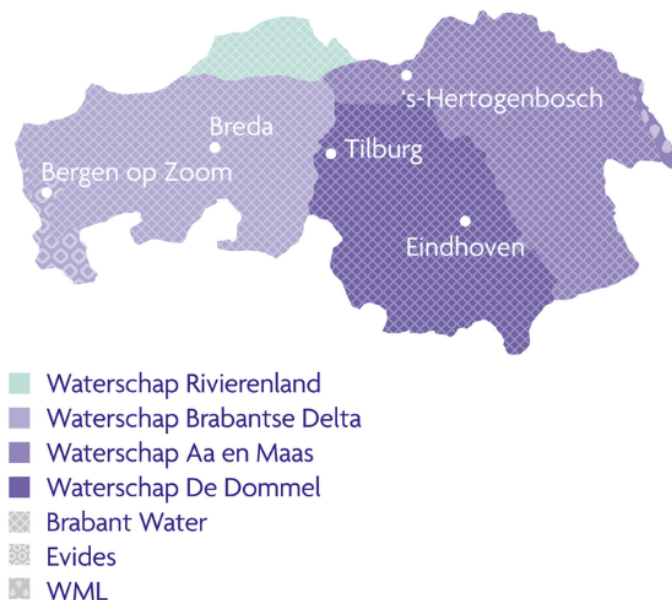 's-Hertogenbosch
Breda
Tilburg
Bergen op Zoom
Eindhoven
Waterschap Rivierenland
Waterschap Brabantse Delta
Waterschap Aa en Maas
Waterschap De Dommel
Brabant Water
Evides
WML